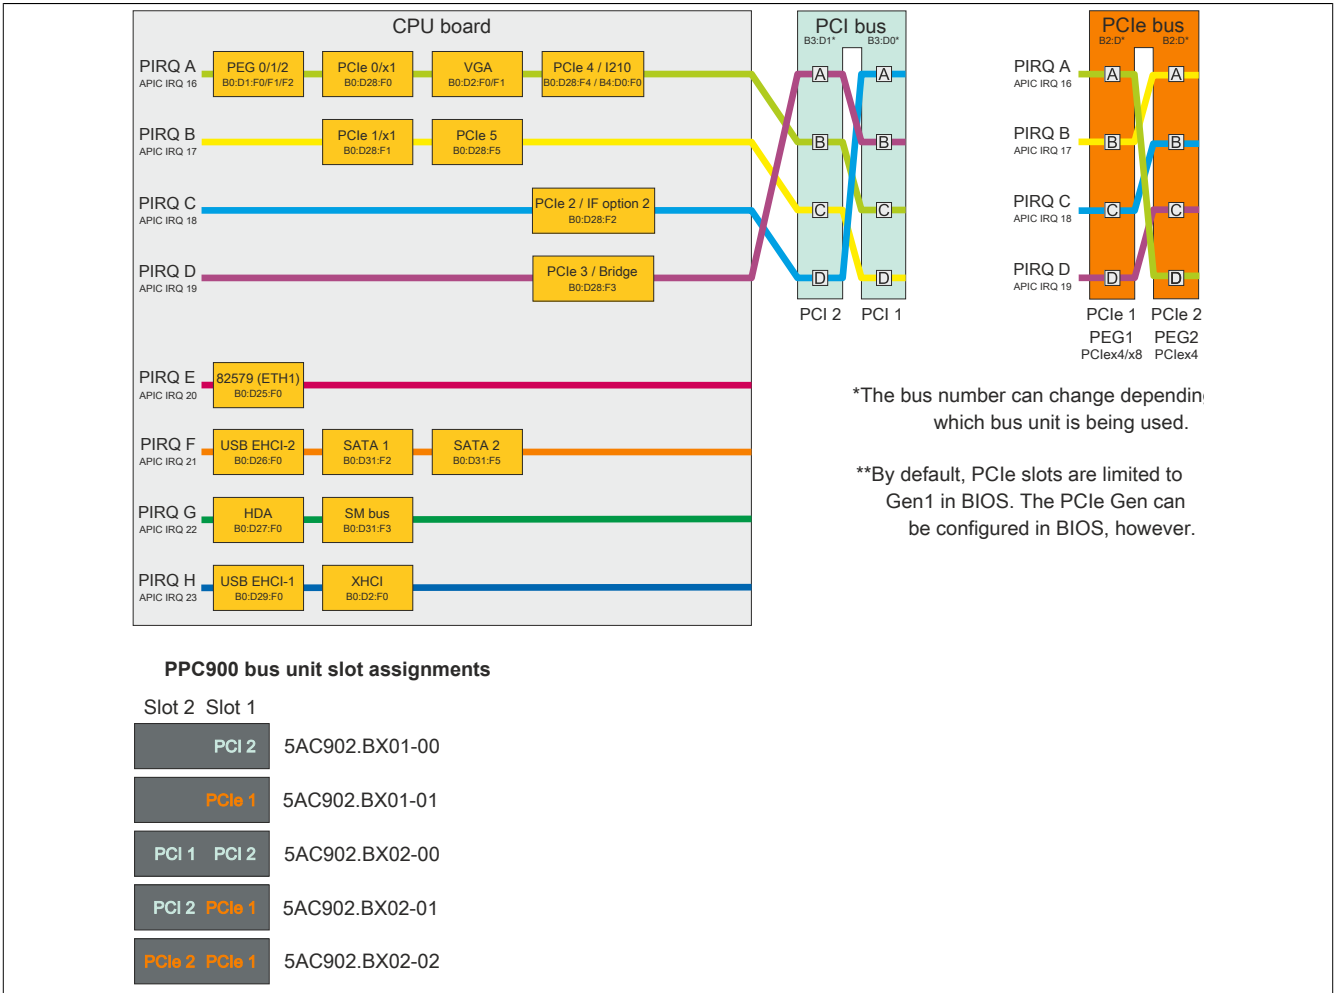 CPU board
PCI bus
B3:D1* B3:D0*
PCIe bus
B2:D* B2:D*
PIRQ A
APIC IRQ 16
PEG 0/1/2
B0:D1:F0/F1/F2
PCIe 0/x1
B0:D28:F0
VGA
B0:D2:F0/F1
PCIe 4 / I210
B0:D28:F4 / B4:D0:F0
A A
PIRQ A
APIC IRQ 16
A A
PIRQ B
APIC IRQ 17
PCIe 1/x1
B0:D28:F1
PCIe 5
B0:D28:F5
B B
PIRQ B
APIC IRQ 17
B B
PIRQ C
APIC IRQ 18
PCIe 2 / IF option 2
B0:D28:F2
C C
PIRQ C
APIC IRQ 18
C C
PIRQ D
APIC IRQ 19
PCIe 3 / Bridge
B0:D28:F3
D D
PIRQ D
APIC IRQ 19
D D
PCI 2 PCI 1
PCIe 1 PCIe 2
PEG1 PEG2
PCIex4/x8 PCIex4
PIRQ E
APIC IRQ 20
82579 (ETH1)
B0:D25:F0
PIRQ F
APIC IRQ 21
USB EHCI-2
B0:D26:F0
SATA 1
B0:D31:F2
SATA 2
B0:D31:F5
PIRQ G
APIC IRQ 22
HDA
B0:D27:F0
SM bus
B0:D31:F3
PIRQ H
APIC IRQ 23
USB EHCI-1
B0:D29:F0
XHCI
B0:D2:F0
*The bus number can change dependin
which bus unit is being used.
**By default, PCIe slots are limited to
Gen1 in BIOS. The PCIe Gen can
be configured in BIOS, however.
PPC900 bus unit slot assignments
Slot 2 Slot 1
PCI 2 5AC902.BX01-00
PCIe 1 5AC902.BX01-01
PCI 1 PCI 2 5AC902.BX02-00
PCI 2 PCIe 1 5AC902.BX02-01
PCIe 2 PCIe 1 5AC902.BX02-02